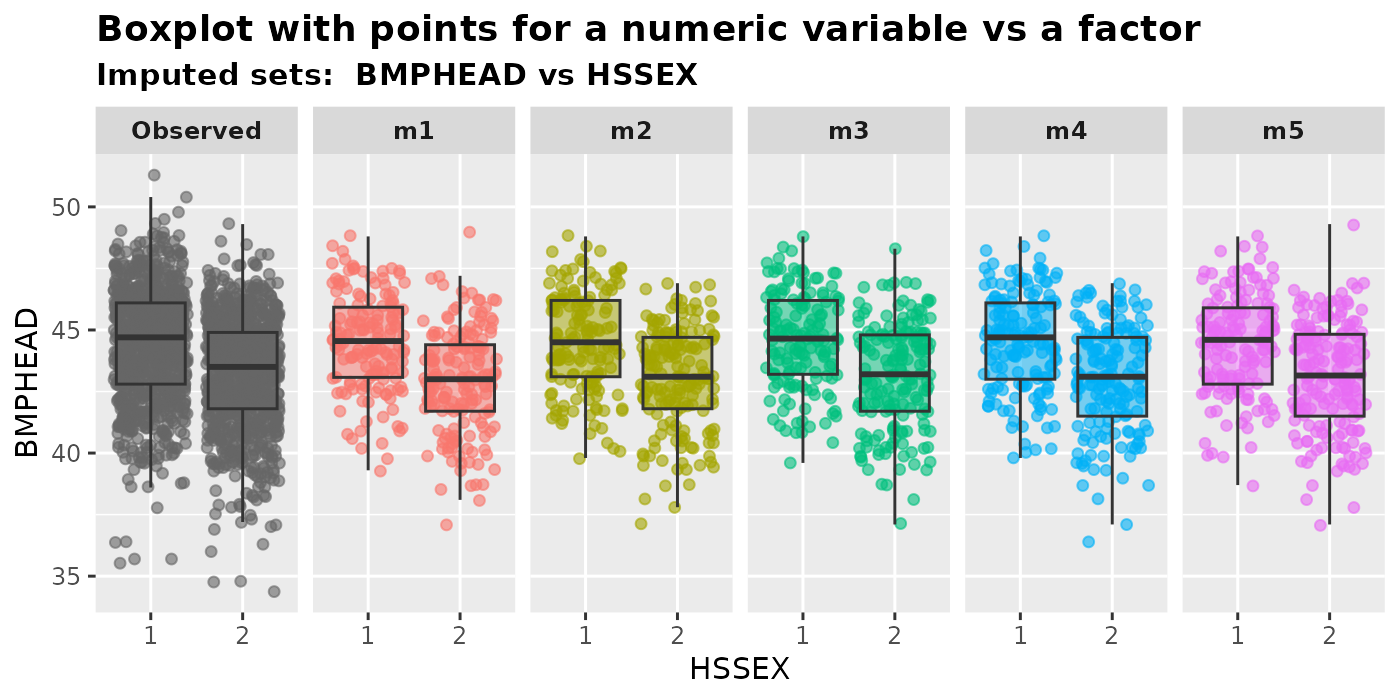 Boxplot with points for a numeric variable vs a factor
Imputed sets:  BMPHEAD vs HSSEX
Observed m1 m2 m3 m4 m5
50
45
40
35
BMPHEAD
1 2 1 2 1 2 1 2 1 2 1 2
HSSEX